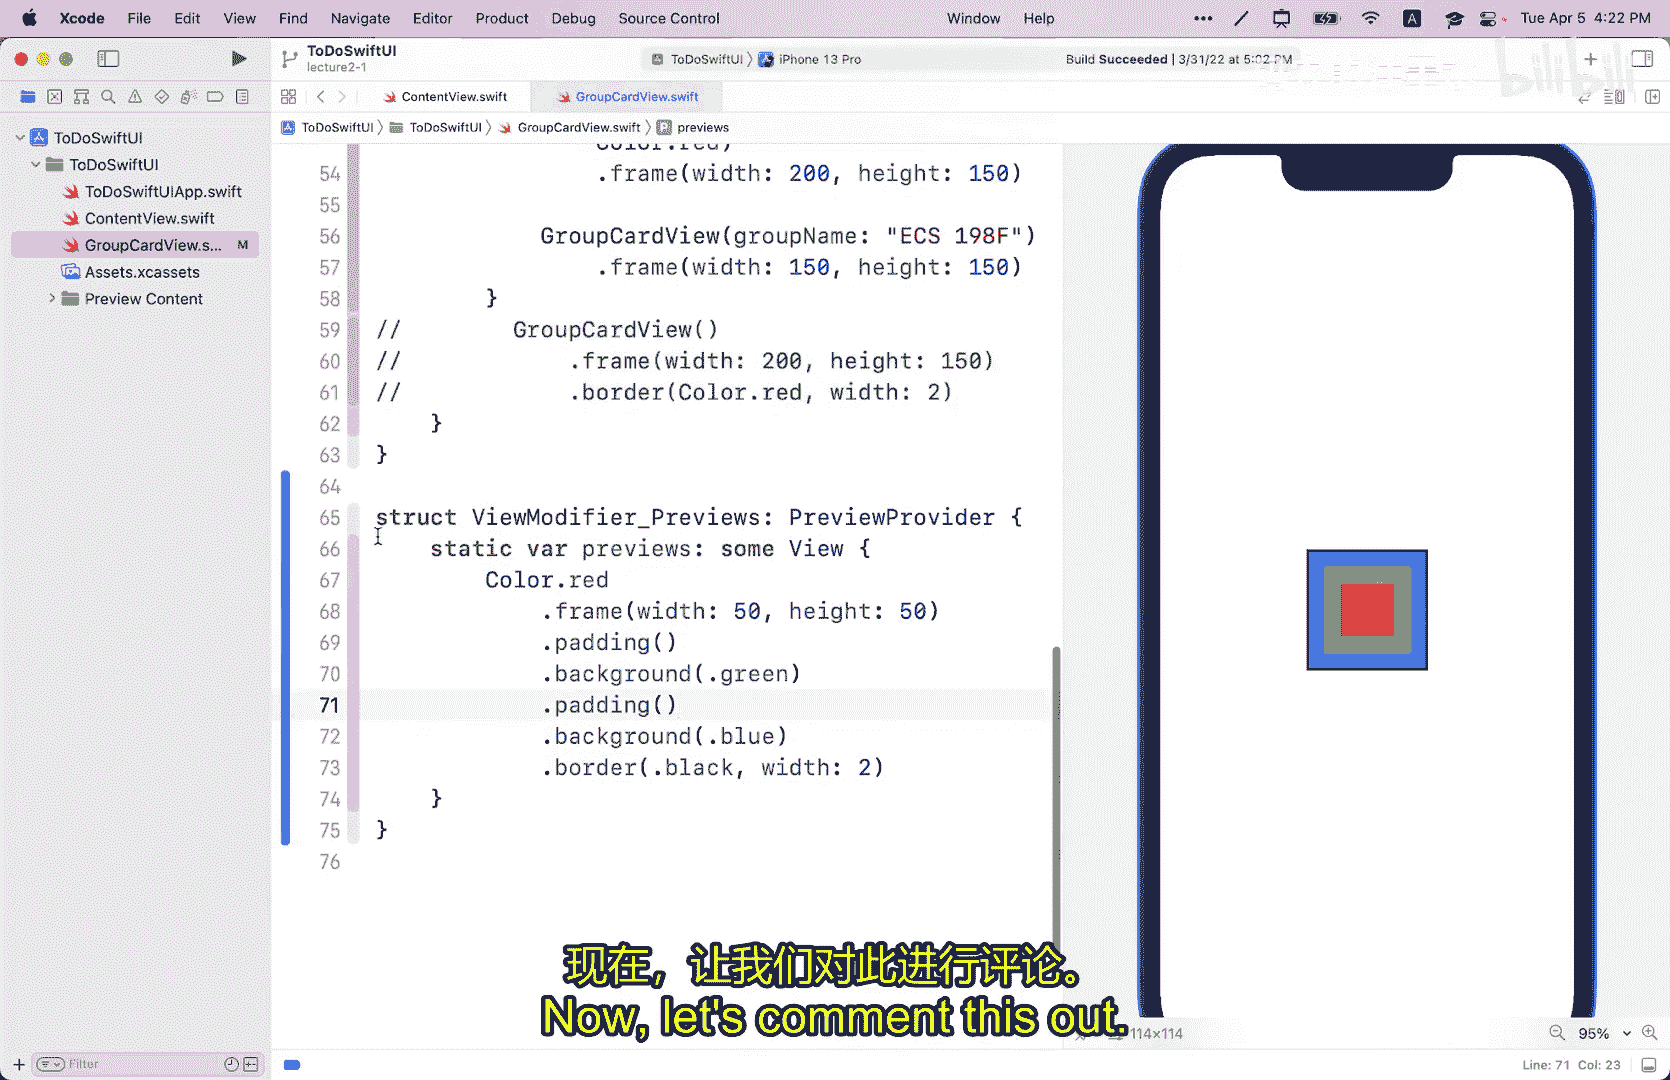 Xcode File Edit View Find Navigate Editor Product Debug Source Control Window Help Tue Apr 5 4:22 PM
ToDoSwiftUI
lecture2-1
ToDoSwiftUI iPhone 13 Pro
Build Succeeded | 3/31/22 at 5:02 PM
bilibili
ContentView.swift GroupCardView.swift
ToDoSwiftUI ToDoSwiftUI GroupCardView.swift previews
ToDoSwiftUI
ToDoSwiftUI
ToDoSwiftUIApp.swift
ContentView.swift
GroupCardView.s... M
Assets.xcassets
Preview Content
Color.red)
54 .frame(width: 200, height: 150)
55
56 GroupCardView(groupName: "ECS 198F")
57 .frame(width: 150, height: 150)
58 }
59 // GroupCardView()
60 // .frame(width: 200, height: 150)
61 // .border(Color.red, width: 2)
62 }
63 }
64
65 struct ViewModifier_Previews: PreviewProvider {
66 static var previews: some View {
67 Color.red
68 .frame(width: 50, height: 50)
69 .padding()
70 .background(.green)
71 .padding()
72 .background(.blue)
73 .border(.black, width: 2)
74 }
75 }
76
现在，让我们对此进行评论。
Now, let's comment this out.
114×114
95%
Filter
Line: 71 Col: 23